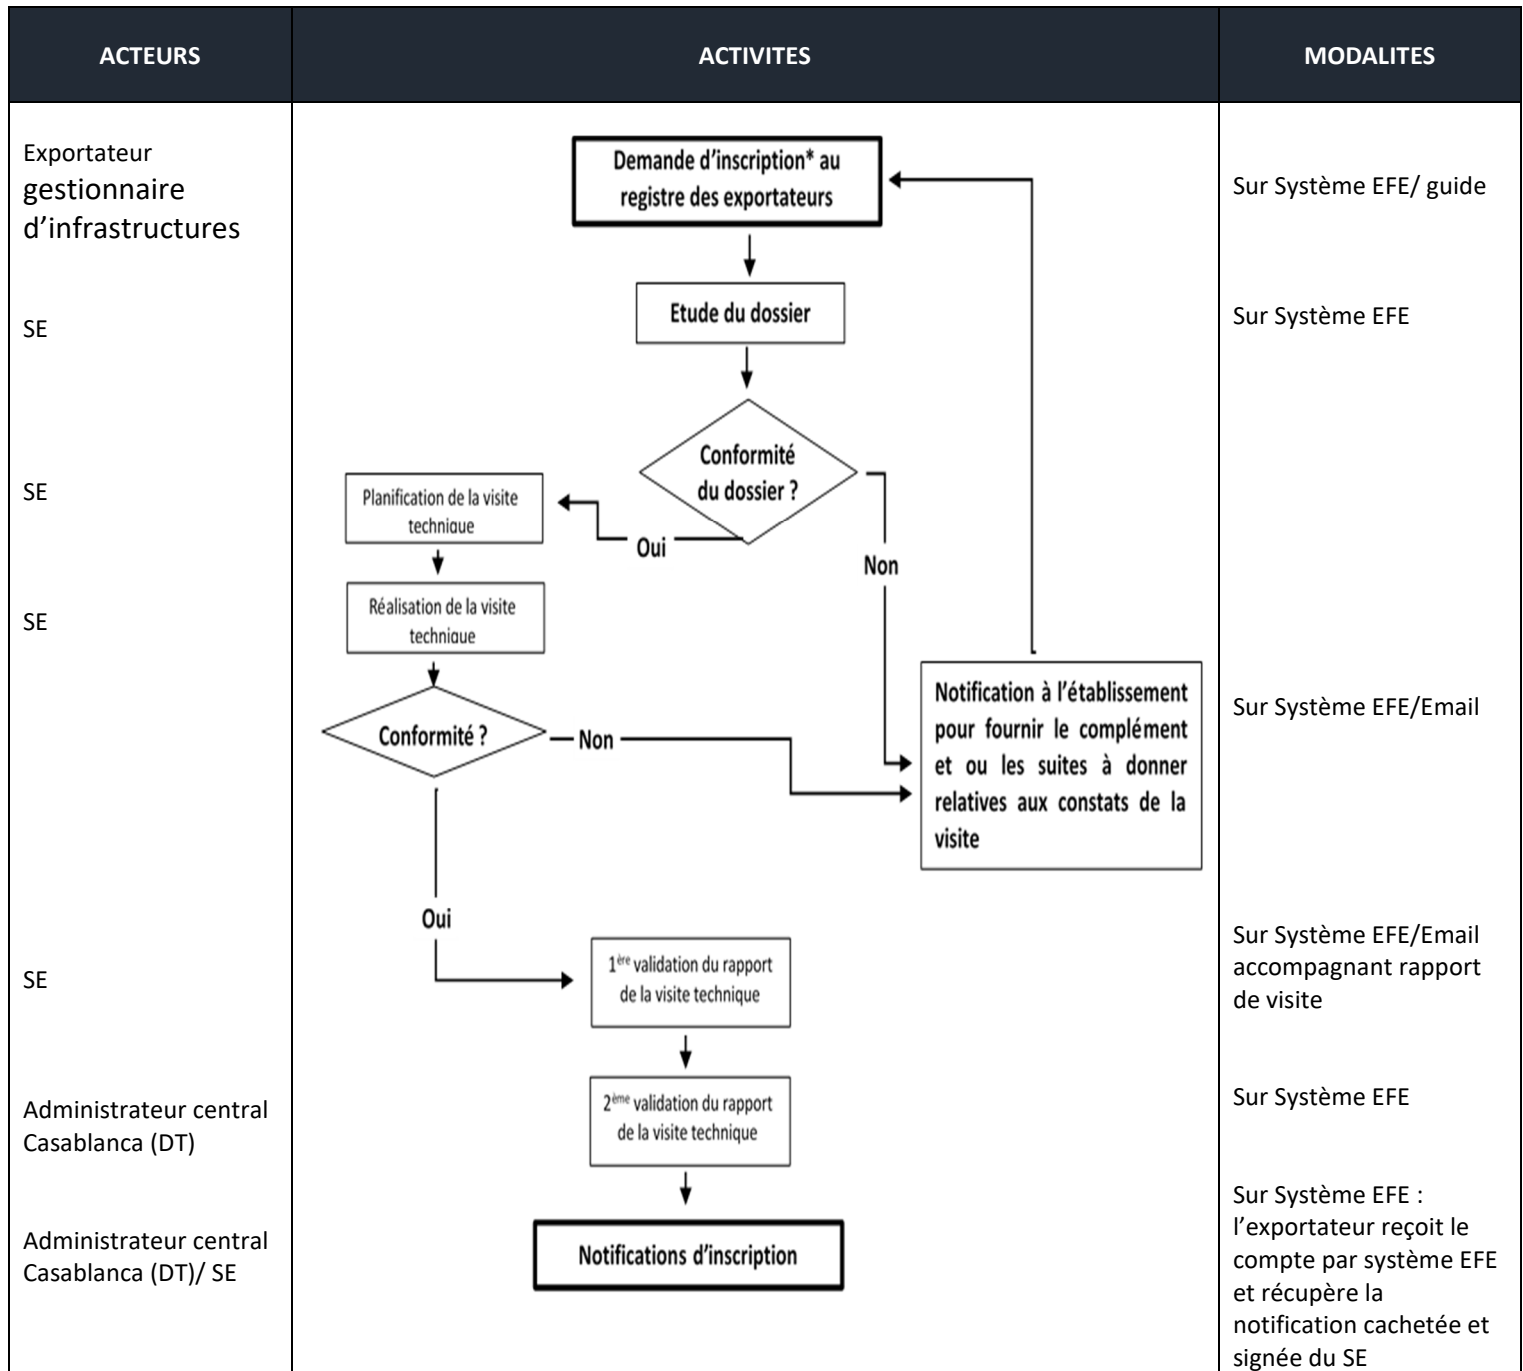 ACTEURS
ACTIVITES
MODALITES
Exportateur
gestionnaire
d’infrastructures
Demande d’inscription* au
registre des exportateurs
Sur Système EFE/ guide
SE
Etude du dossier
Sur Système EFE
Conformité
du dossier ?
SE
Planification de la visite
technique
Oui
Non
SE
Réalisation de la visite
technique
Conformité ?
Non
Notification à l’établissement
pour fournir le complément
et ou les suites à donner
relatives aux constats de la
visite
Sur Système EFE/Email
Oui
SE
1ère validation du rapport
de la visite technique
Sur Système EFE/Email
accompagnant rapport
de visite
Administrateur central
Casablanca (DT)
2ème validation du rapport
de la visite technique
Sur Système EFE
Administrateur central
Casablanca (DT)/ SE
Notifications d’inscription
Sur Système EFE :
l’exportateur reçoit le
compte par système EFE
et récupère la
notification cachetée et
signée du SE